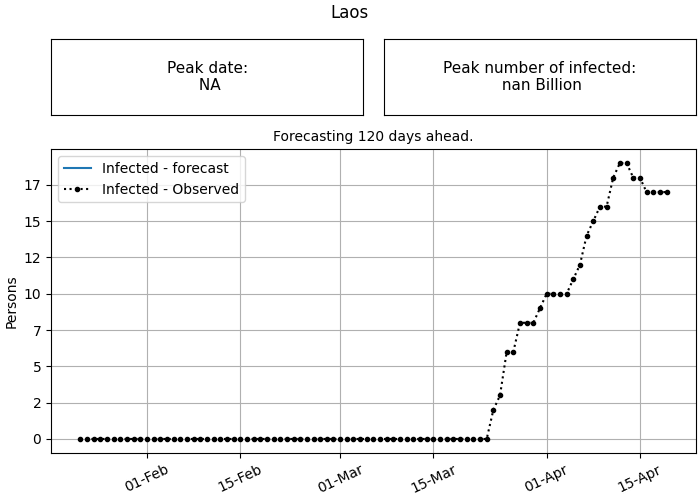 Laos
Peak date:
NA
Peak number of infected:
nan Billion
Forecasting 120 days ahead.
Infected - forecast
Infected - Observed
Persons
17
15
12
10
7
5
2
0
01-Feb
15-Feb
01-Mar
15-Mar
01-Apr
15-Apr